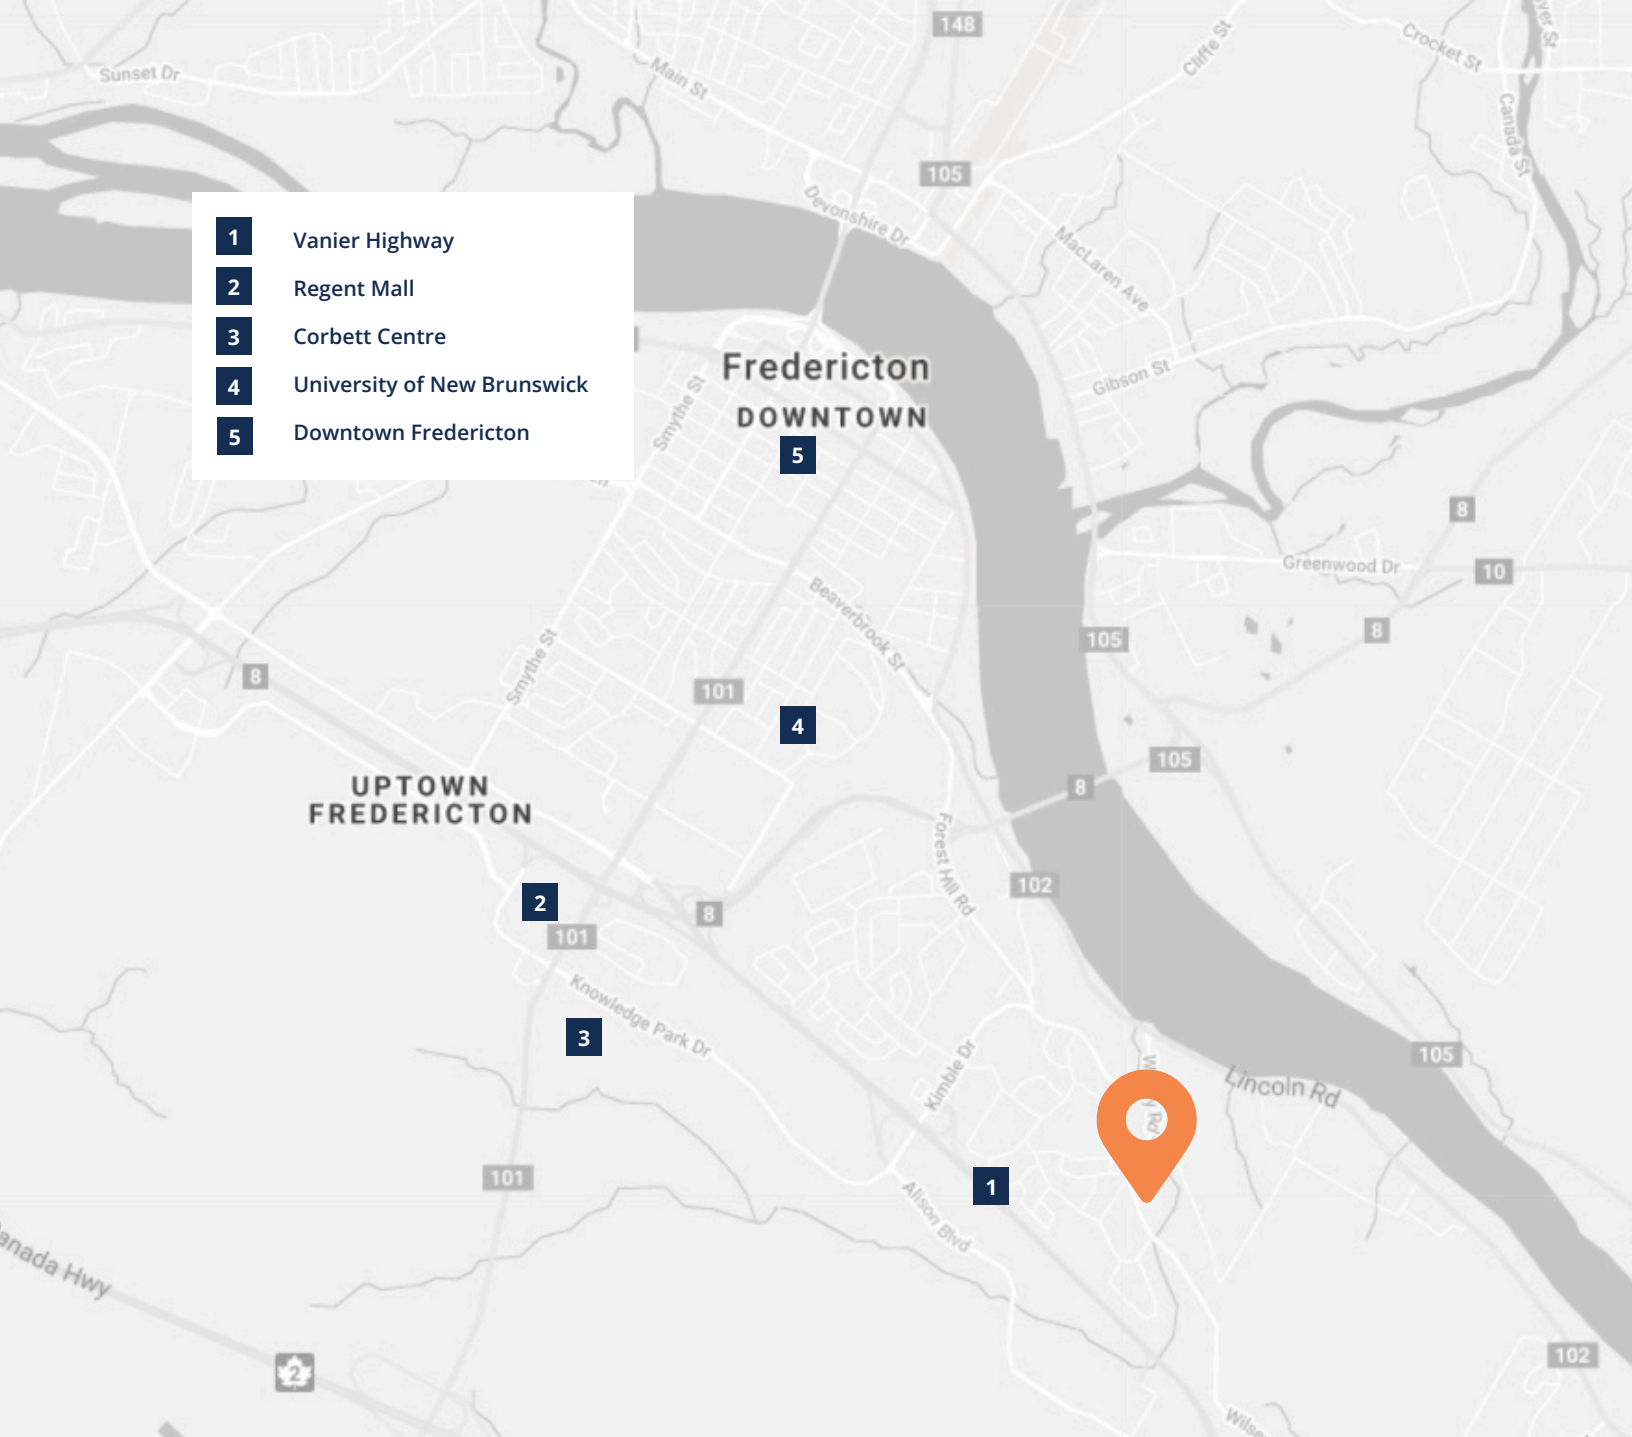 148
Crocket St
Cliffe St
Sunset Dr
Main St
Canada St
105
Devonshire Dr
MacLaren Ave
1 Vanier Highway
2 Regent Mall
3 Corbett Centre
4 University of New Brunswick
5 Downtown Fredericton
Fredericton
DOWNTOWN
5
Smythe St
Gibson St
8
Greenwood Dr
10
Beaverbrook St
105
8
Smythe St
8
101
4
105
8
UPTOWN
FREDERICTON
Forest Hill Rd
102
2
8
101
Knowledge Park Dr
3
Kimble Dr
105
Lincoln Rd
Rd
101
1
Alison Blvd
anada Hwy
2
102